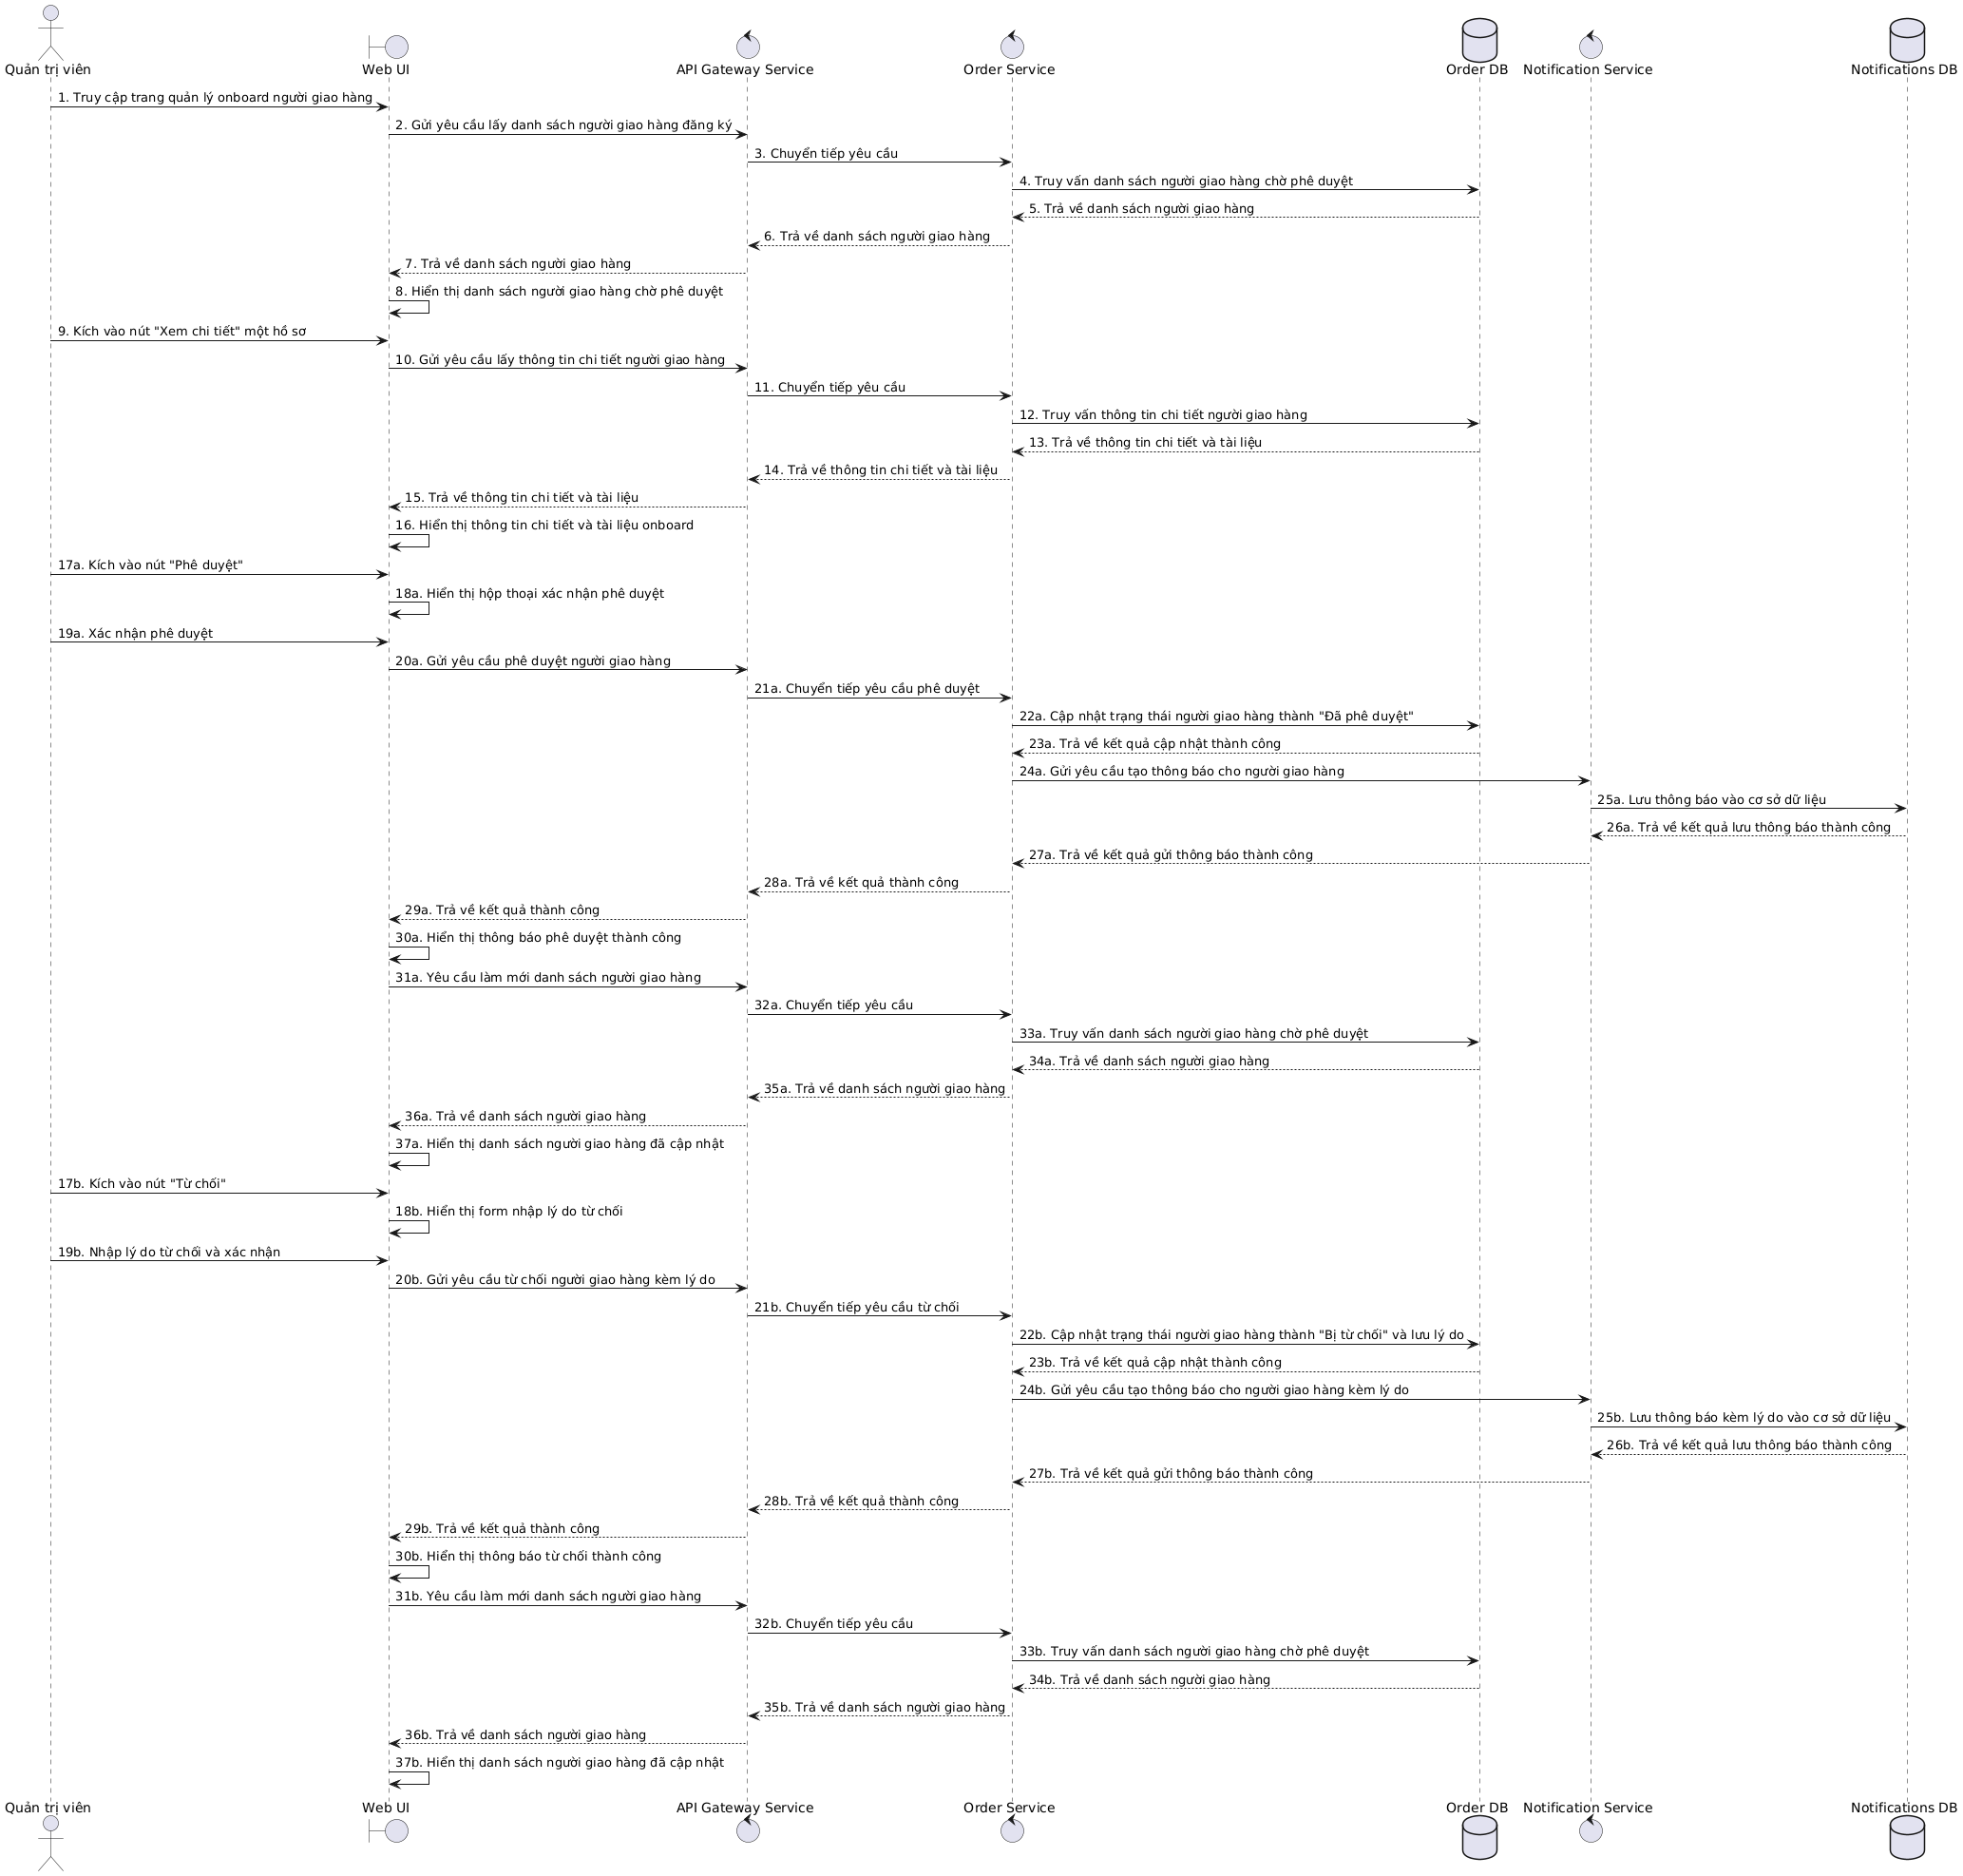 Quản trị viên
Web UI
API Gateway Service
Order Service
Order DB
Notification Service
Notifications DB
1. Truy cập trang quản lý onboard người giao hàng
2. Gửi yêu cầu lấy danh sách người giao hàng đăng ký
3. Chuyển tiếp yêu cầu
4. Truy vấn danh sách người giao hàng chờ phê duyệt
5. Trả về danh sách người giao hàng
6. Trả về danh sách người giao hàng
7. Trả về danh sách người giao hàng
8. Hiển thị danh sách người giao hàng chờ phê duyệt
9. Kích vào nút "Xem chi tiết" một hồ sơ
10. Gửi yêu cầu lấy thông tin chi tiết người giao hàng
11. Chuyển tiếp yêu cầu
12. Truy vấn thông tin chi tiết người giao hàng
13. Trả về thông tin chi tiết và tài liệu
14. Trả về thông tin chi tiết và tài liệu
15. Trả về thông tin chi tiết và tài liệu
16. Hiển thị thông tin chi tiết và tài liệu onboard
17a. Kích vào nút "Phê duyệt"
18a. Hiển thị hộp thoại xác nhận phê duyệt
19a. Xác nhận phê duyệt
20a. Gửi yêu cầu phê duyệt người giao hàng
21a. Chuyển tiếp yêu cầu phê duyệt
22a. Cập nhật trạng thái người giao hàng thành "Đã phê duyệt"
23a. Trả về kết quả cập nhật thành công
24a. Gửi yêu cầu tạo thông báo cho người giao hàng
25a. Lưu thông báo vào cơ sở dữ liệu
26a. Trả về kết quả lưu thông báo thành công
27a. Trả về kết quả gửi thông báo thành công
28a. Trả về kết quả thành công
29a. Trả về kết quả thành công
30a. Hiển thị thông báo phê duyệt thành công
31a. Yêu cầu làm mới danh sách người giao hàng
32a. Chuyển tiếp yêu cầu
33a. Truy vấn danh sách người giao hàng chờ phê duyệt
34a. Trả về danh sách người giao hàng
35a. Trả về danh sách người giao hàng
36a. Trả về danh sách người giao hàng
37a. Hiển thị danh sách người giao hàng đã cập nhật
17b. Kích vào nút "Từ chối"
18b. Hiển thị form nhập lý do từ chối
19b. Nhập lý do từ chối và xác nhận
20b. Gửi yêu cầu từ chối người giao hàng kèm lý do
21b. Chuyển tiếp yêu cầu từ chối
22b. Cập nhật trạng thái người giao hàng thành "Bị từ chối" và lưu lý do
23b. Trả về kết quả cập nhật thành công
24b. Gửi yêu cầu tạo thông báo cho người giao hàng kèm lý do
25b. Lưu thông báo kèm lý do vào cơ sở dữ liệu
26b. Trả về kết quả lưu thông báo thành công
27b. Trả về kết quả gửi thông báo thành công
28b. Trả về kết quả thành công
29b. Trả về kết quả thành công
30b. Hiển thị thông báo từ chối thành công
31b. Yêu cầu làm mới danh sách người giao hàng
32b. Chuyển tiếp yêu cầu
33b. Truy vấn danh sách người giao hàng chờ phê duyệt
34b. Trả về danh sách người giao hàng
35b. Trả về danh sách người giao hàng
36b. Trả về danh sách người giao hàng
37b. Hiển thị danh sách người giao hàng đã cập nhật
Quản trị viên
Web UI
API Gateway Service
Order Service
Order DB
Notification Service
Notifications DB